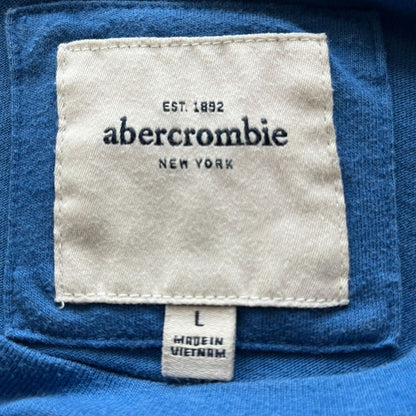 EST. 1892
abercrombie
NEW YORK
L
MADE IN
VIETNAM